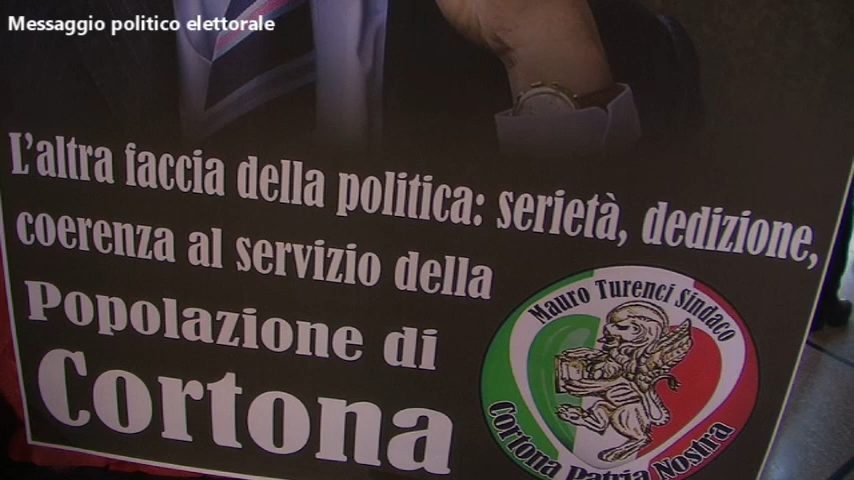 Messaggio politico elettorale
L'altra faccia della politica: serietà, dedizione,
coerenza al servizio della
Popolazione di
Cortona
Mauro Turenci Sindaco
Cortona Patria Nostra